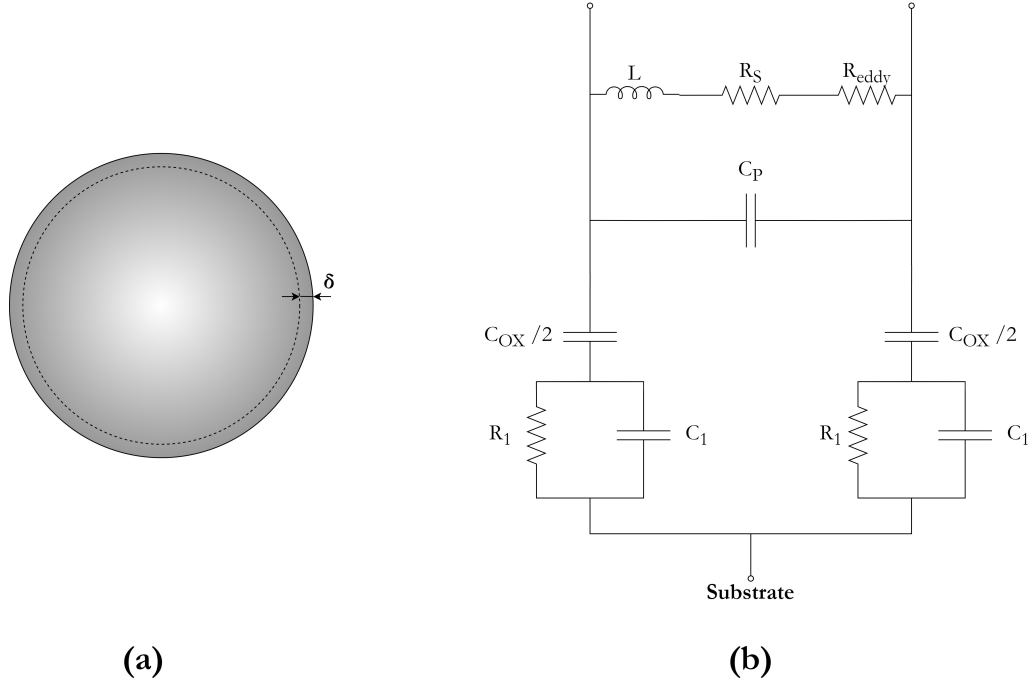 δ
L
R_S
R_eddy
C_P
C_OX /2
C_OX /2
R_1
C_1
R_1
C_1
Substrate
(a)
(b)